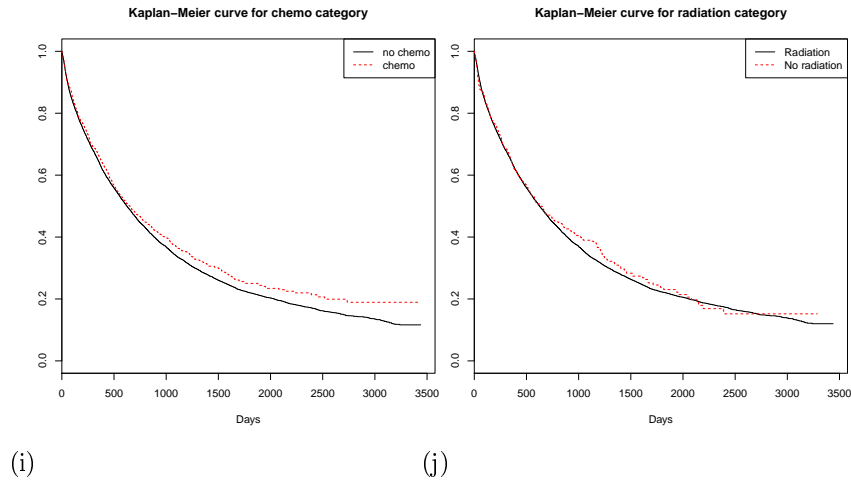 Kaplan−Meier curve for chemo category
no chemo
chemo
1.0
0.8
0.6
0.4
0.2
0.0
0 500 1000 1500 2000 2500 3000 3500
Days
(i)
Kaplan−Meier curve for radiation category
Radiation
No radiation
1.0
0.8
0.6
0.4
0.2
0.0
0 500 1000 1500 2000 2500 3000 3500
Days
(j)